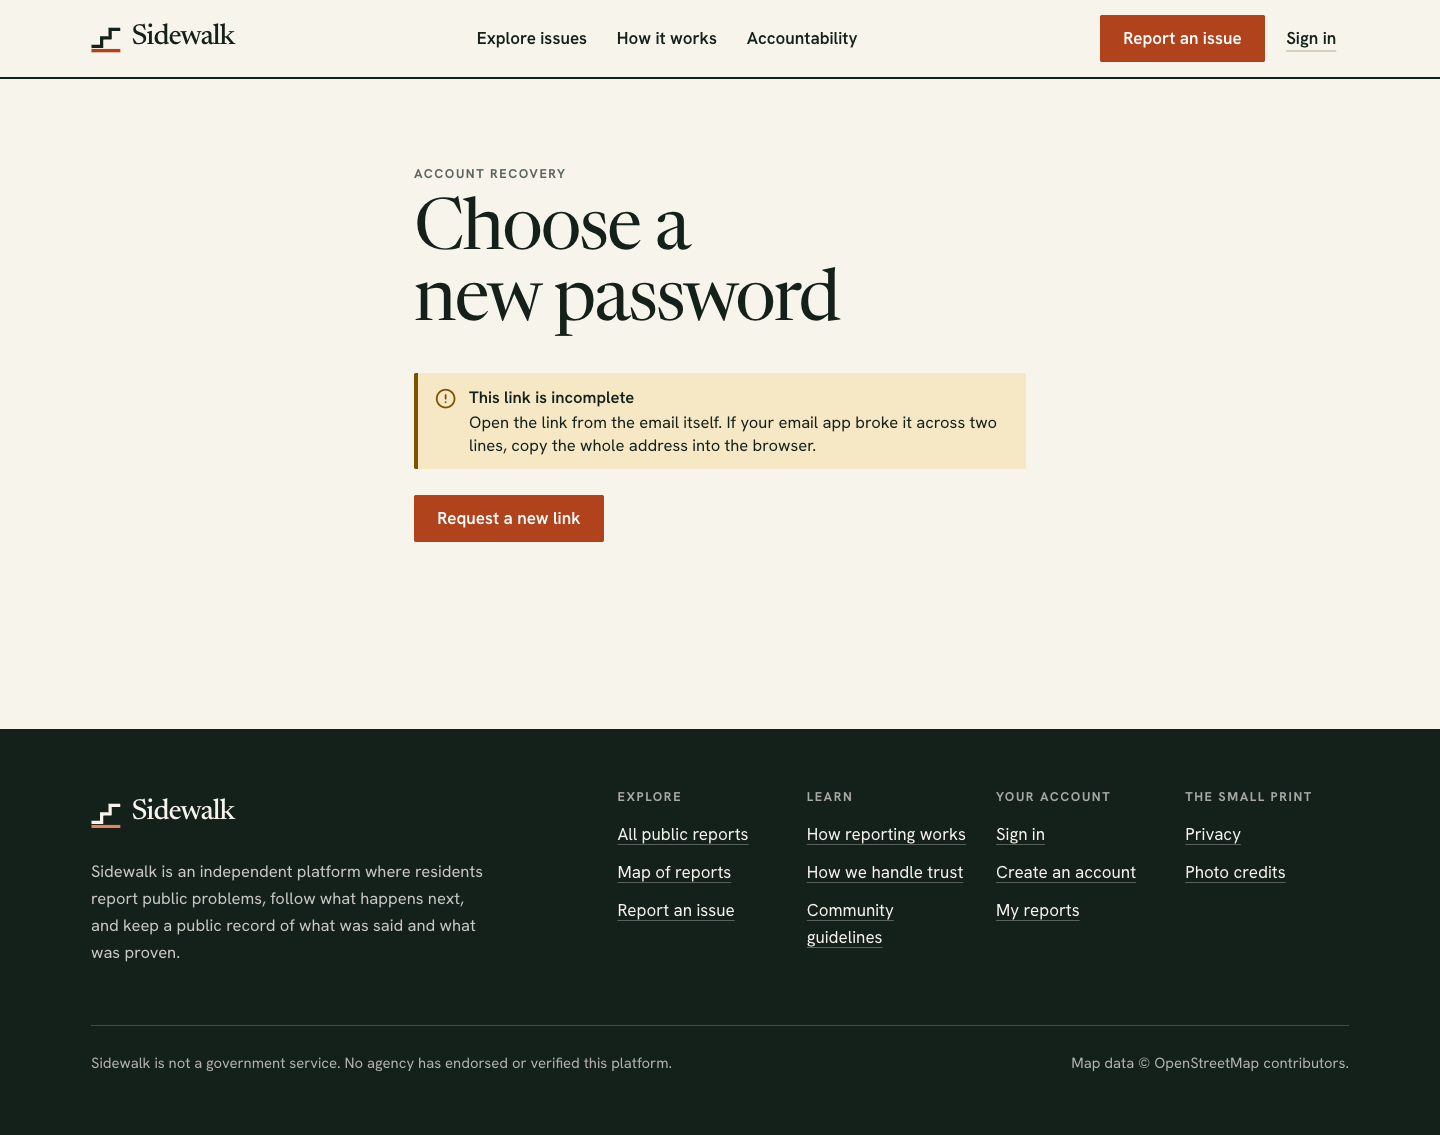 Sidewalk
Explore issues
How it works
Accountability
Report an issue
Sign in
ACCOUNT RECOVERY
Choose a
new password
This link is incomplete
Open the link from the email itself. If your email app broke it across two
lines, copy the whole address into the browser.
Request a new link
Sidewalk
Sidewalk is an independent platform where residents
report public problems, follow what happens next,
and keep a public record of what was said and what
was proven.
EXPLORE
All public reports
Map of reports
Report an issue
LEARN
How reporting works
How we handle trust
Community
guidelines
YOUR ACCOUNT
Sign in
Create an account
My reports
THE SMALL PRINT
Privacy
Photo credits
Sidewalk is not a government service. No agency has endorsed or verified this platform.
Map data © OpenStreetMap contributors.